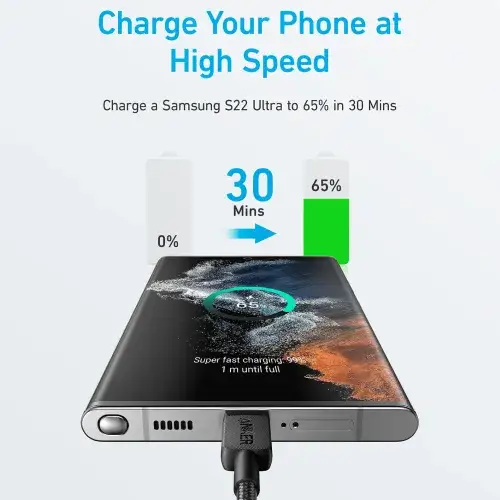 Charge Your Phone at
High Speed
Charge a Samsung S22 Ultra to 65% in 30 Mins
30
Mins
65%
0%
Super fast charging: 99%
1 m until full
ANKER